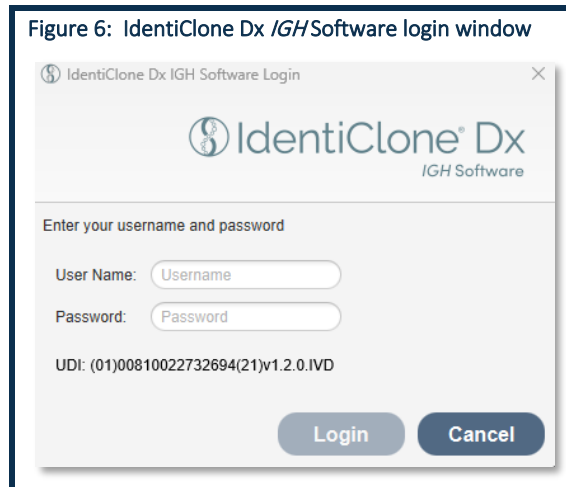 Figure 6: IdentiClone Dx IGH Software login window
IdentiClone Dx IGH Software Login
IdentiClone® Dx
IGH Software
Enter your username and password
User Name: Username
Password: Password
UDI: (01)00810022732694(21)v1.2.0.IVD
Login Cancel